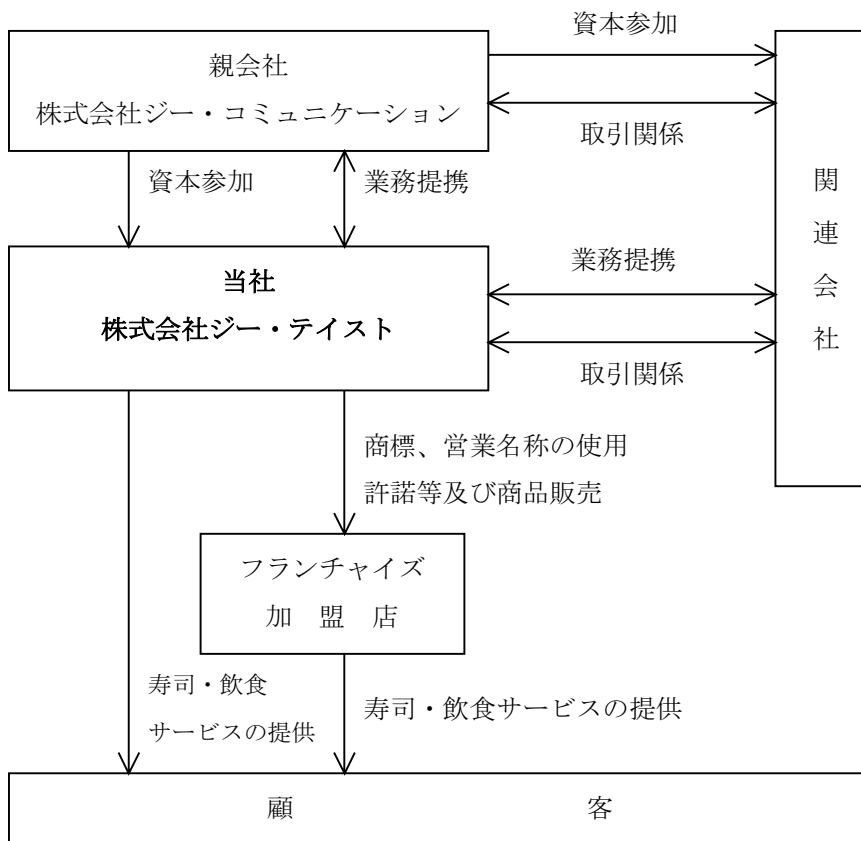 資本参加
親会社
株式会社ジー・コミュニケーション
取引関係
資本参加
業務提携
関連会社
当社
株式会社ジー・テイスト
業務提携
取引関係
商標、営業名称の使用
許諾等及び商品販売
フランチャイズ
加　盟　店
寿司・飲食
サービスの提供
寿司・飲食サービスの提供
顧　　　　　客